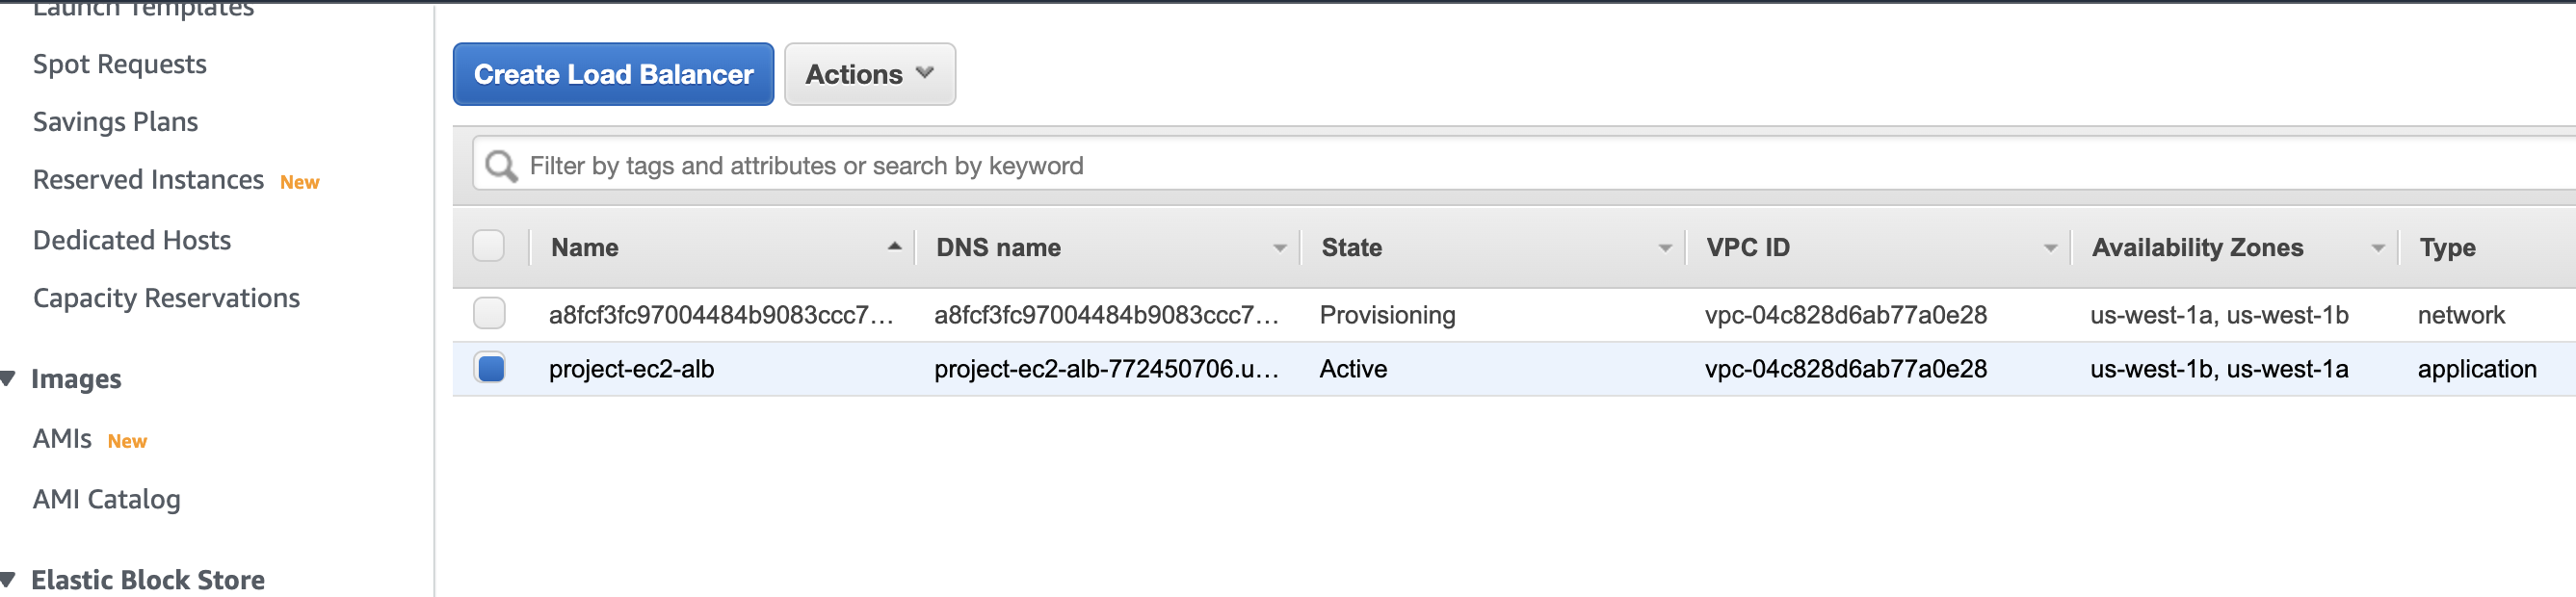 Launch Templates
Spot Requests
Savings Plans
Reserved Instances New
Dedicated Hosts
Capacity Reservations
Images
AMIs New
AMI Catalog
Elastic Block Store
Create Load Balancer Actions
Filter by tags and attributes or search by keyword
Name DNS name State VPC ID Availability Zones Type
a8fcf3fc97004484b9083ccc7... a8fcf3fc97004484b9083ccc7... Provisioning vpc-04c828d6ab77a0e28 us-west-1a, us-west-1b network
project-ec2-alb project-ec2-alb-772450706.u... Active vpc-04c828d6ab77a0e28 us-west-1b, us-west-1a application